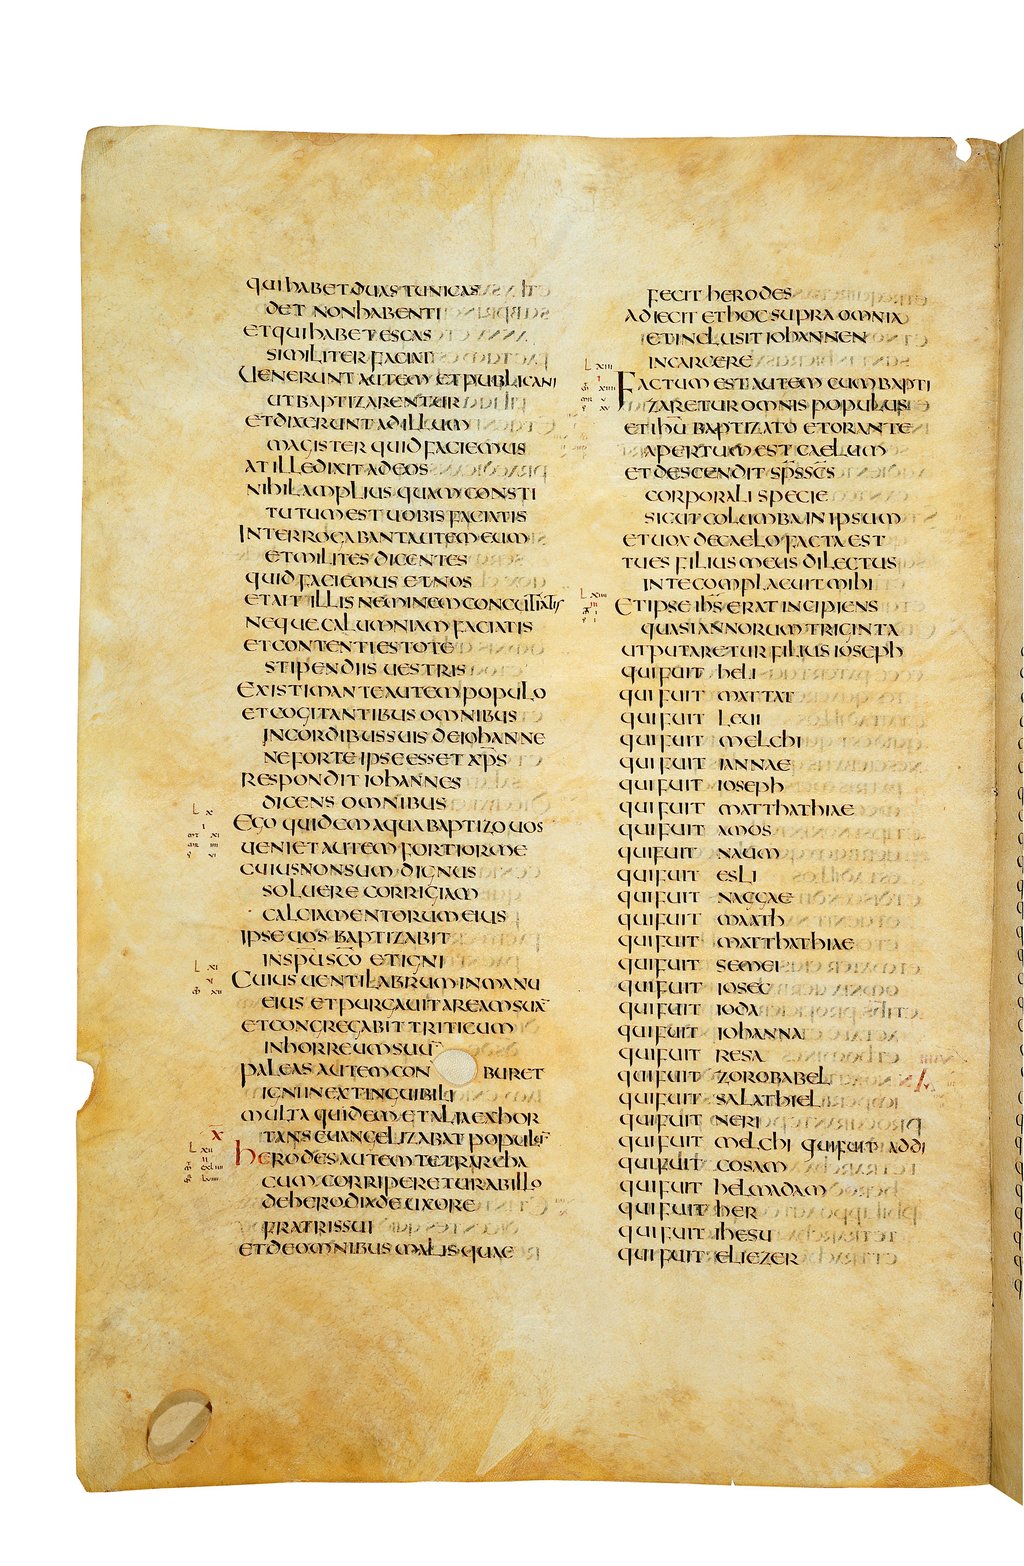 qui habet duas tunicas
det non habenti
et qui habet escas
similiter faciat
Venerunt autem et publicani
ut baptizarentur
et dixerunt ad illum
magister quid faciemus
at ille dixit ad eos
nihil amplius quam consti
tutum est uobis faciatis
Interrogabant autem eum
et milites dicentes
quid faciemus et nos
et ait illis neminem concutiatis
neque calumniam faciatis
et contenti estote
stipendiis uestris
Existimante autem populo
et cogitantibus omnibus
in cordibus suis de iohanne
ne forte ipse esset xp̄s
respondit iohannes
dicens omnibus
Ego quidem aqua baptizo uos
ueniet autem fortior me
cuius non sum dignus
soluere corrigiam
calciamentorum eius
ipse uos baptizabit
in sp̄u sc̄o et igni
Cuius uentilabrum in manu
eius et purgauit aream suā
et congregabit triticum
in horreum suū
paleas autem con buret
igni inextinguibili
multa quidem et alia exhor
tans euangelizabat populū
herodes autem tetrarcha
cum corriperetur ab illo
de herodiade uxore
fratris sui
et de omnibus malis quae
fecit herodes
adiecit et hoc supra omnia
et inclusit iohannen
in carcere
Factum est autem cum bapti
zaretur omnis populus
et ih̄u baptizato et orante
apertum est caelum
et descendit sp̄s sc̄s
corporali specie
sicut columba in ipsum
et uox de caelo facta est
tu es filius meus dilectus
in te complacuit mihi
Et ipse ih̄s erat incipiens
quasi annorum triginta
ut putaretur filius ioseph
qui fuit heli
qui fuit mattat
qui fuit leui
qui fuit melchi
qui fuit iannae
qui fuit ioseph
qui fuit matthathiae
qui fuit amos
qui fuit naum
qui fuit esli
qui fuit naggae
qui fuit maath
qui fuit matthathiae
qui fuit semei
qui fuit iosec
qui fuit ioda
qui fuit iohanna
qui fuit resa
qui fuit zorobabel
qui fuit salathiel
qui fuit neri
qui fuit melchi qui fuit addi
qui fuit cosam
qui fuit helmadam
qui fuit her
qui fuit ihesu
qui fuit eliezer